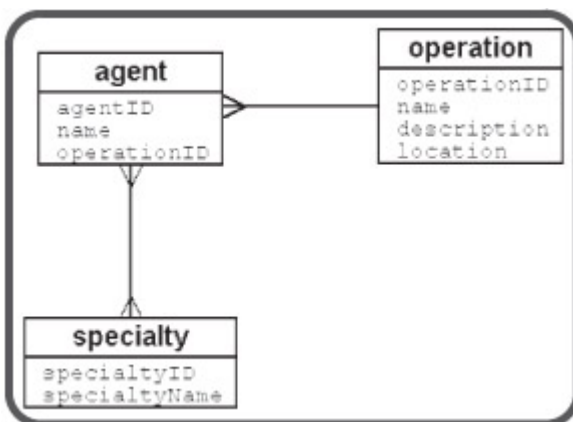 agent
agentID
name
operationID
operation
operationID
name
description
location
specialty
specialtyID
specialtyName